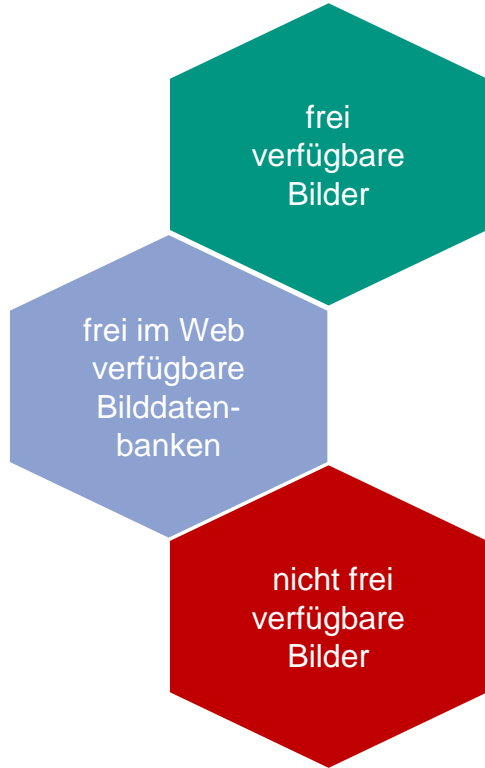 frei
verfügbare
Bilder
frei im Web
verfügbare
Bilddaten-
banken
nicht frei
verfügbare
Bilder